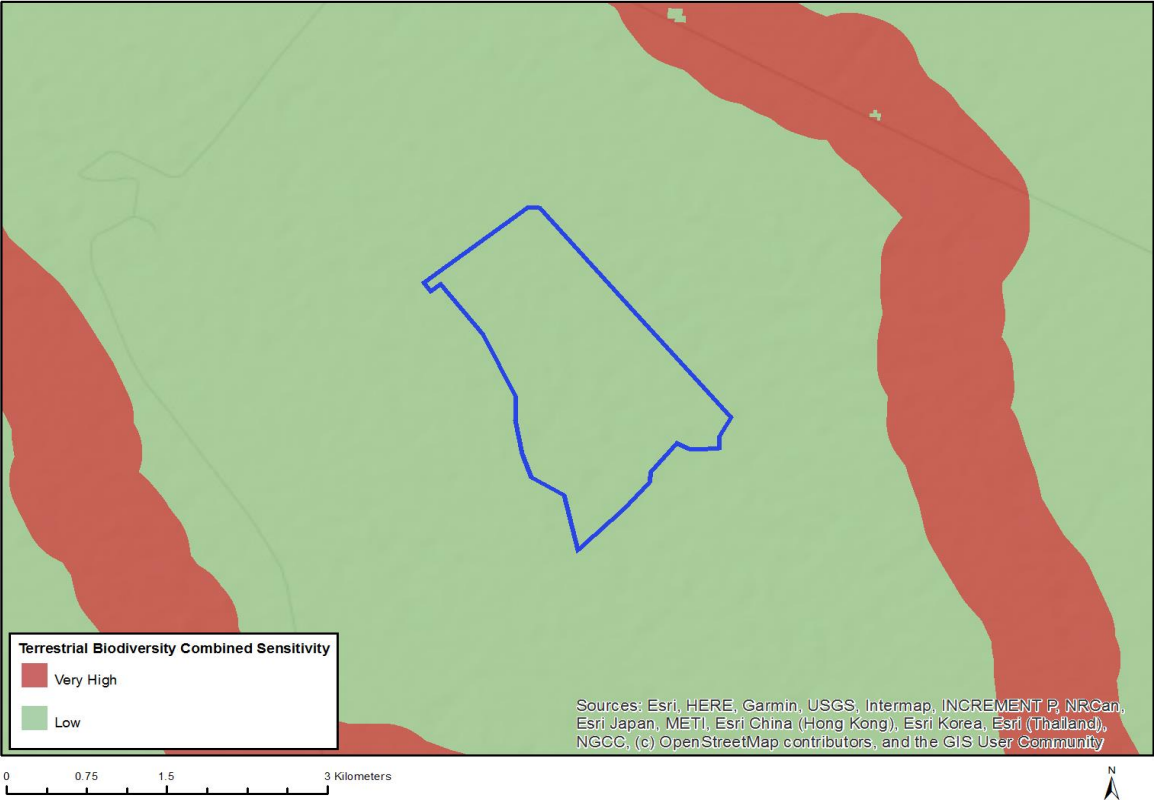 Terrestrial Biodiversity Combined Sensitivity
Very High
Low
Sources: Esri, HERE, Garmin, USGS, Intermap, INCREMENT P, NRCan,
Esri Japan, METI, Esri China (Hong Kong), Esri Korea, Esri (Thailand),
NGCC, (c) OpenStreetMap contributors, and the GIS User Community
0 0.75 1.5 3 Kilometers
N